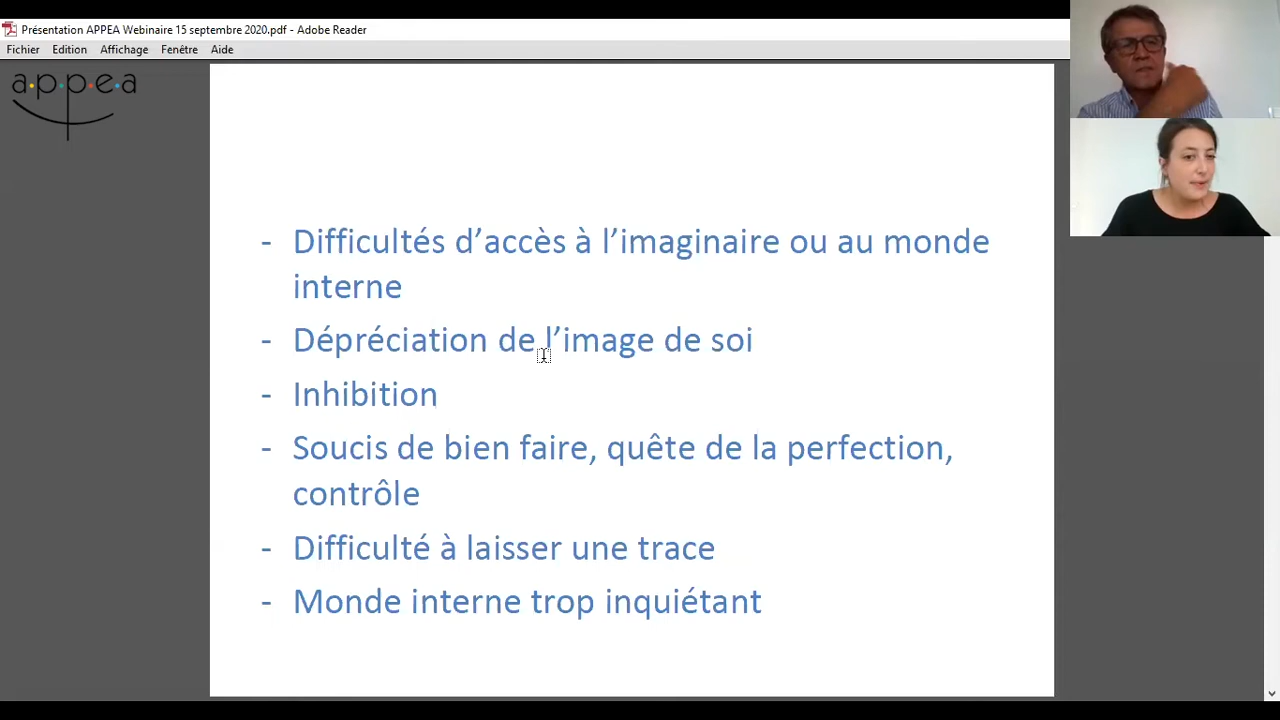 Présentation APPEA Webinaire 15 septembre 2020.pdf - Adobe Reader
Fichier Edition Affichage Fenêtre Aide
a.p.p.e.a
- Difficultés d’accès à l’imaginaire ou au monde
interne
- Dépréciation de l’image de soi
- Inhibition
- Soucis de bien faire, quête de la perfection,
contrôle
- Difficulté à laisser une trace
- Monde interne trop inquiétant